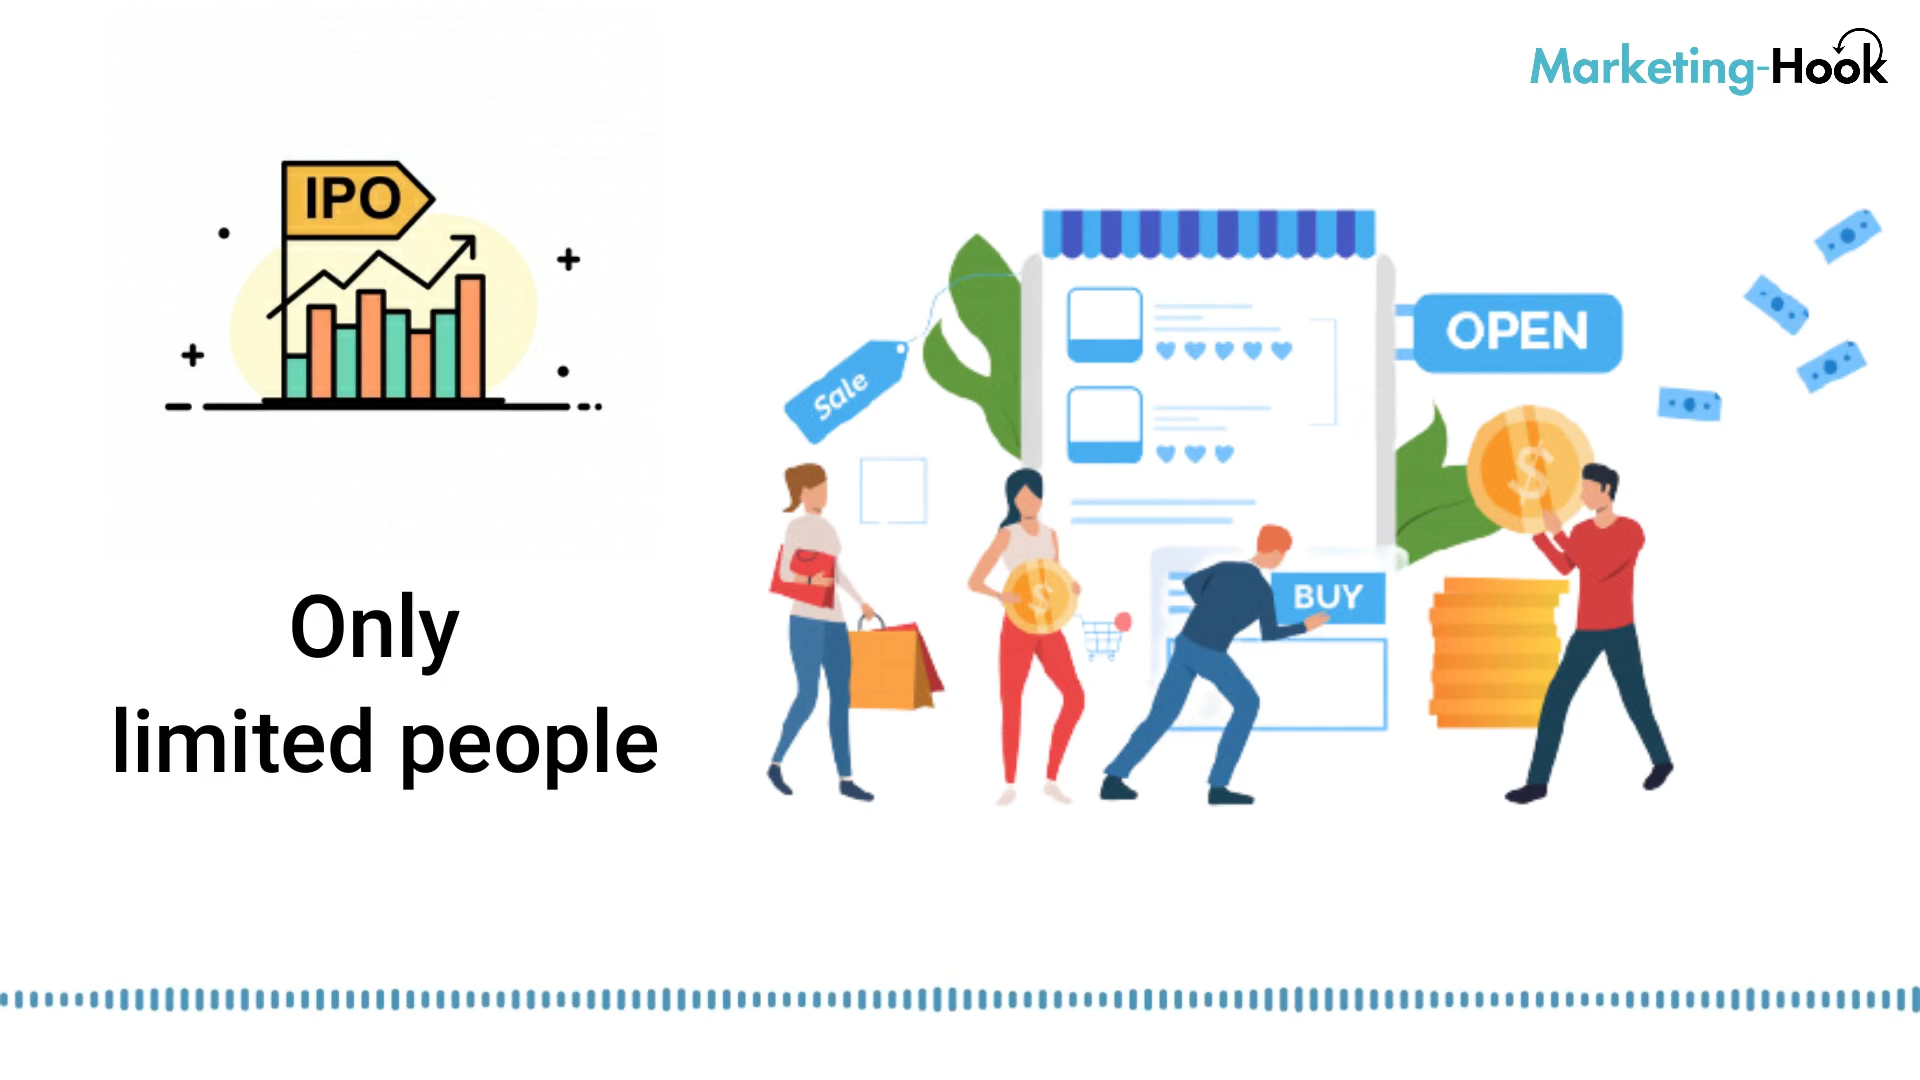 Marketing-Hook
IPO
Only
limited people
Sale
OPEN
$
$
BUY